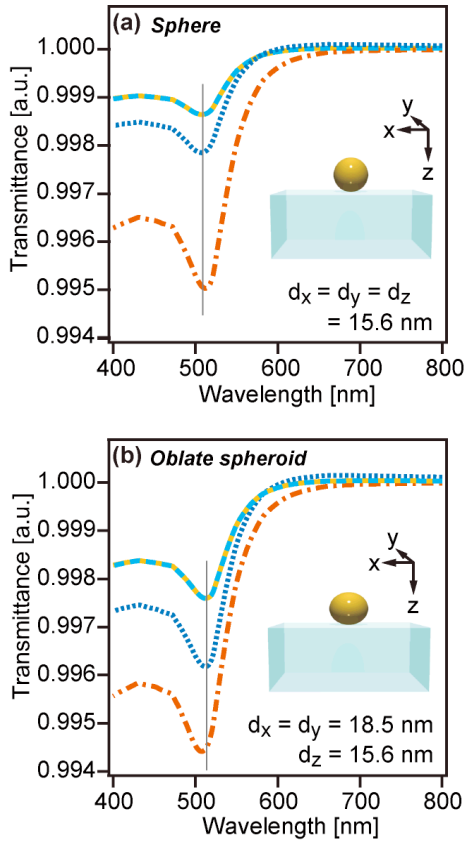 (a) Sphere
Transmittance [a.u.]
1.000
0.999
0.998
0.997
0.996
0.995
0.994
y
x
z
dx = dy = dz
= 15.6 nm
400 500 600 700 800
Wavelength [nm]
(b) Oblate spheroid
Transmittance [a.u.]
1.000
0.999
0.998
0.997
0.996
0.995
0.994
y
x
z
dx = dy = 18.5 nm
dz = 15.6 nm
400 500 600 700 800
Wavelength [nm]